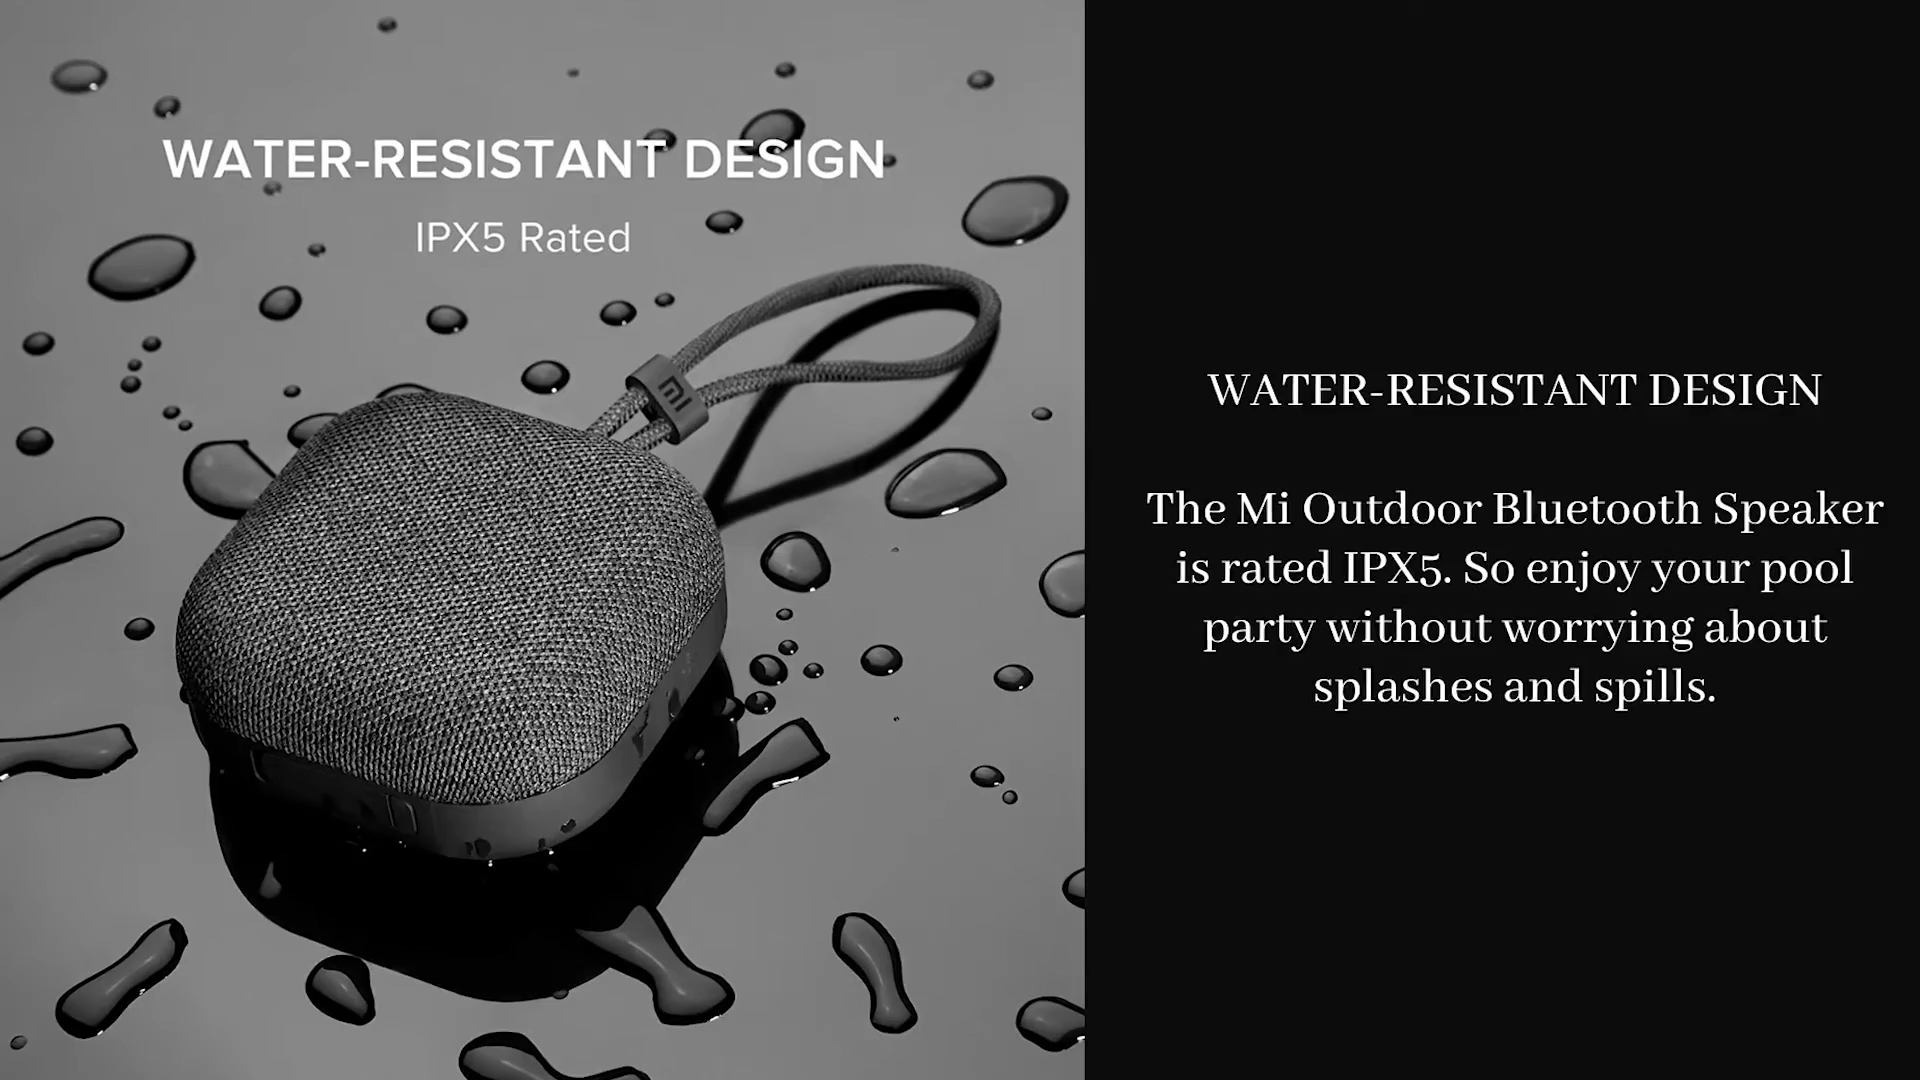 WATER-RESISTANT DESIGN
IPX5 Rated
MI
WATER-RESISTANT DESIGN
The Mi Outdoor Bluetooth Speaker
is rated IPX5. So enjoy your pool
party without worrying about
splashes and spills.